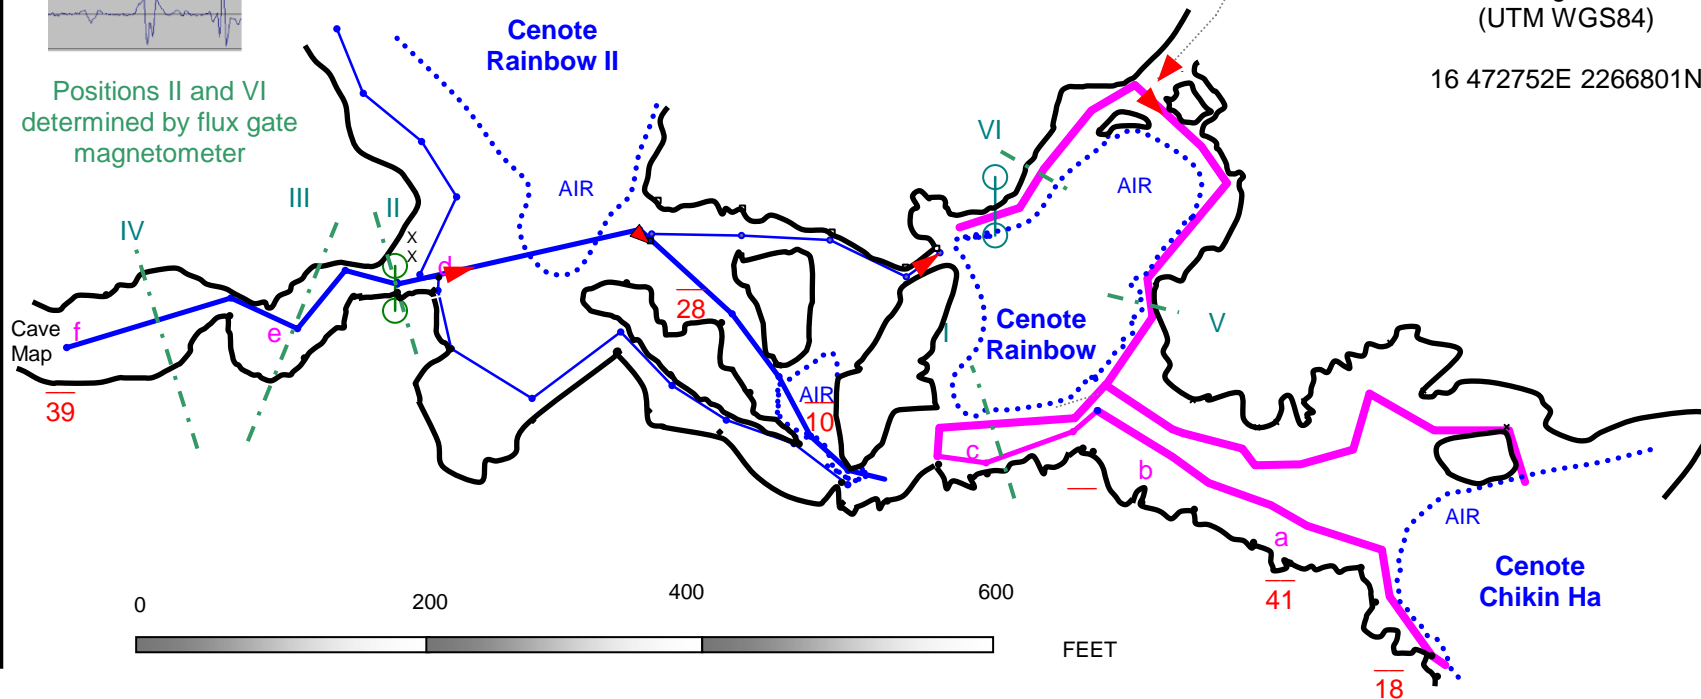 (UTM WGS84)
16 472752E 2266801N
Cenote
Rainbow II
Positions II and VI
determined by flux gate
magnetometer
VI
AIR
AIR
III
II
IV
X
X
d
28
Cave
Map
f
e
I
Cenote
Rainbow
V
39
AIR
10
c
b
a
AIR
Cenote
Chikin Ha
41
0
200
400
600
FEET
18